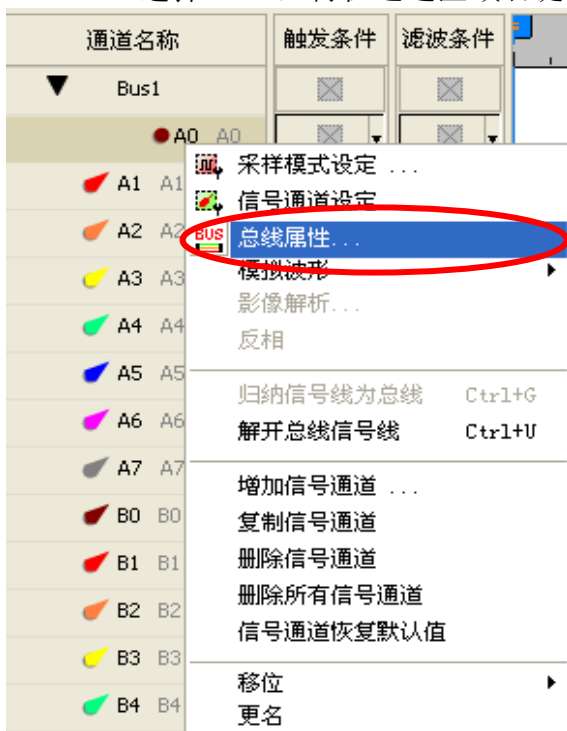 通道名称 触发条件 滤波条件
Bus1
A0 A0
采样模式设定 ...
A1 A1
信号通道设定
A2 A2
BUS 总线属性...
模拟波形
A3 A3
影像解析...
A4 A4
反相
A5 A5
归纳信号线为总线 Ctrl+G
A6 A6
解开总线信号线 Ctrl+U
A7 A7
增加信号通道 ...
B0 B0
复制信号通道
B1 B1
删除信号通道
删除所有信号通道
B2 B2
信号通道恢复默认值
B3 B3
移位
B4 B4
更名